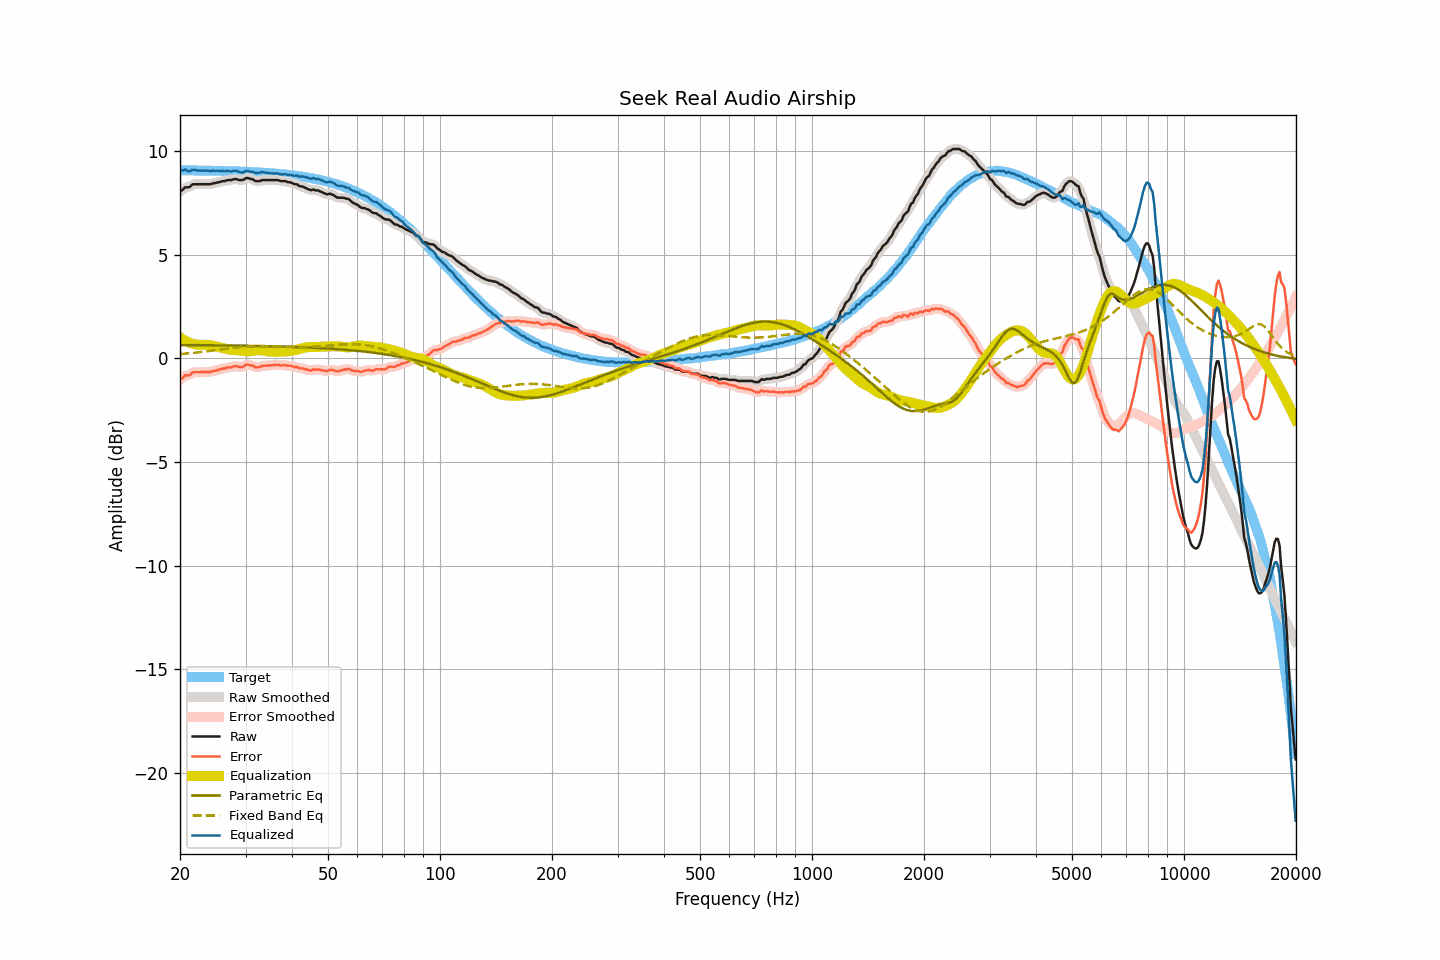 Seek Real Audio Airship
Amplitude (dBr)
10
5
0
−5
−10
−15
−20
Target
Raw Smoothed
Error Smoothed
Raw
Error
Equalization
Parametric Eq
Fixed Band Eq
Equalized
20 50 100 200 500 1000 2000 5000 10000 20000
Frequency (Hz)